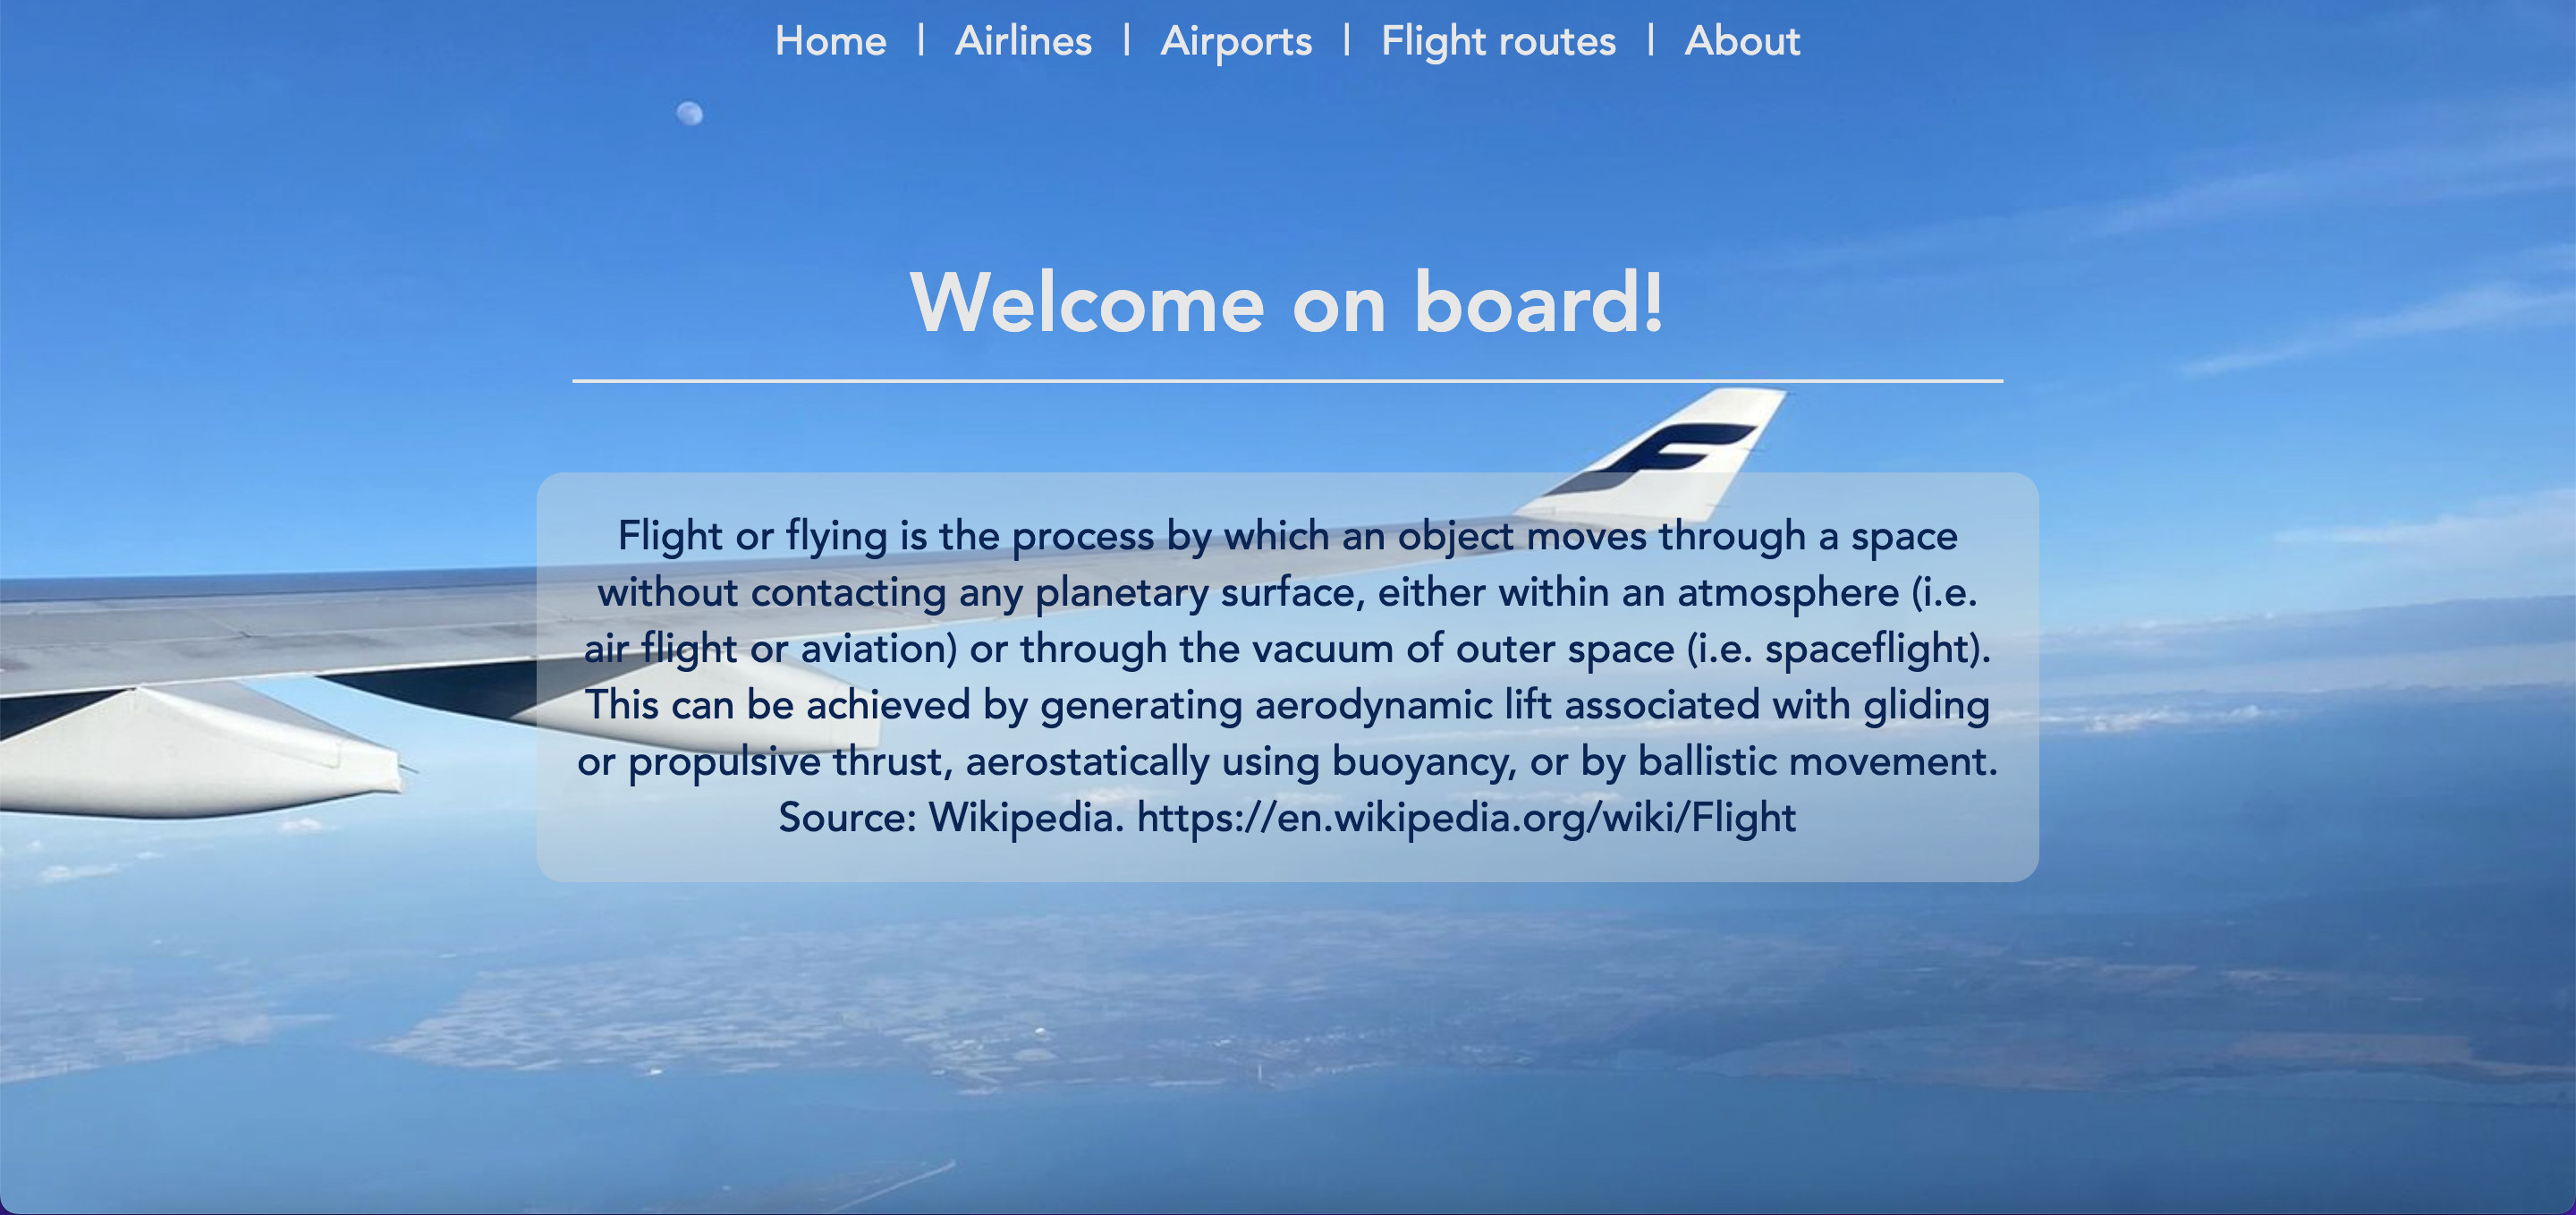 Home | Airlines | Airports | Flight routes | About
Welcome on board!
F
Flight or flying is the process by which an object moves through a space
without contacting any planetary surface, either within an atmosphere (i.e.
air flight or aviation) or through the vacuum of outer space (i.e. spaceflight).
This can be achieved by generating aerodynamic lift associated with gliding
or propulsive thrust, aerostatically using buoyancy, or by ballistic movement.
Source: Wikipedia. https://en.wikipedia.org/wiki/Flight